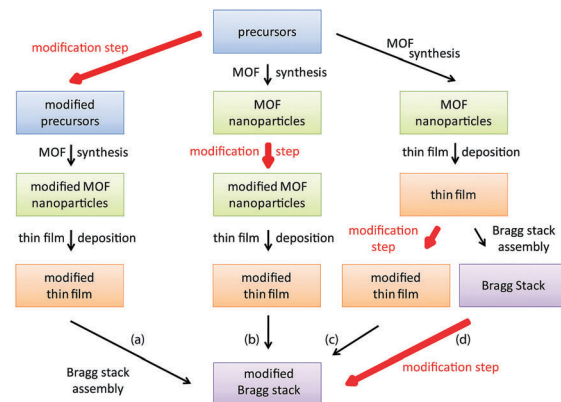 precursors
modification step
MOF synthesis
MOF
synthesis
modified
precursors
MOF
nanoparticles
MOF
nanoparticles
MOF synthesis
modification step
thin film deposition
modified MOF
nanoparticles
modified MOF
nanoparticles
thin film
thin film deposition
thin film deposition
modification
step
Bragg stack
assembly
modified
thin film
modified
thin film
modified
thin film
Bragg Stack
(a)
(b)
(c)
(d)
Bragg stack
assembly
modified
Bragg stack
modification step